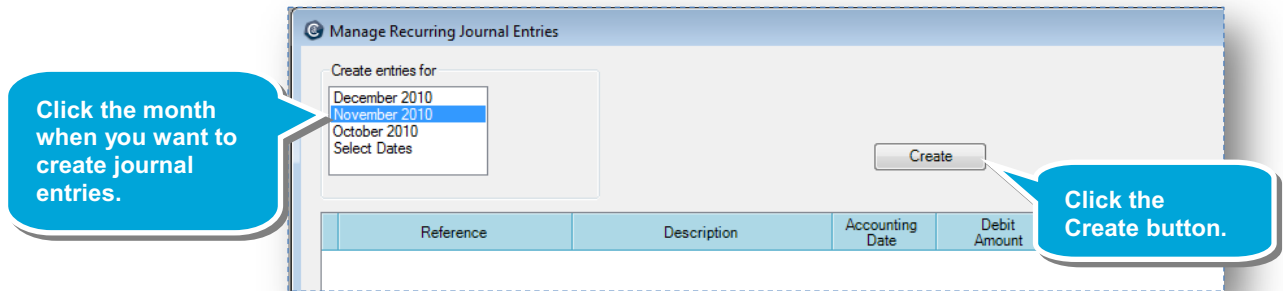 Manage Recurring Journal Entries
Create entries for
December 2010
November 2010
October 2010
Select Dates
Click the month
when you want to
create journal
entries.
Create
Click the
Create button.
Reference
Description
Accounting
Date
Debit
Amount